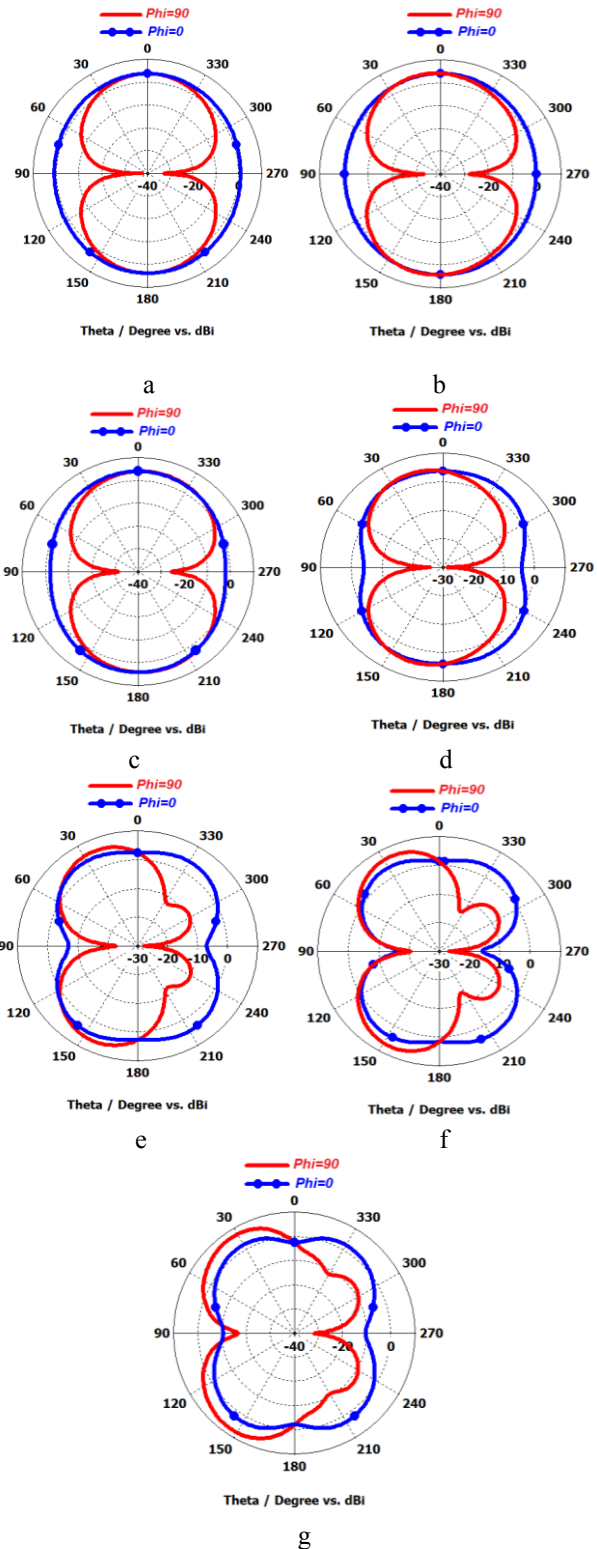 Phi=90 Phi=90
Phi=0 Phi=0
0 0
30 330 30 330
60 300 60 300
90 -40 -20 0 270 90 -40 -20 0 270
120 240 120 240
150 210 150 210
180 180
Theta / Degree vs. dBi Theta / Degree vs. dBi
a b
Phi=90 Phi=90
Phi=0 Phi=0
0 0
30 330 30 330
60 300 60 300
90 -40 -20 0 270 90 -30 -20 -10 0 270
120 240 120 240
150 210 150 210
180 180
Theta / Degree vs. dBi Theta / Degree vs. dBi
c d
Phi=90 Phi=90
Phi=0 Phi=0
0 0
30 330 30 330
60 300 60 300
90 -30 -20 -10 0 270 90 -30 -20 -10 0 270
120 240 120 240
150 210 150 210
180 180
Theta / Degree vs. dBi Theta / Degree vs. dBi
e f
Phi=90
Phi=0
0
30 330
60 300
90 -40 -20 0 270
120 240
150 210
180
Theta / Degree vs. dBi
g